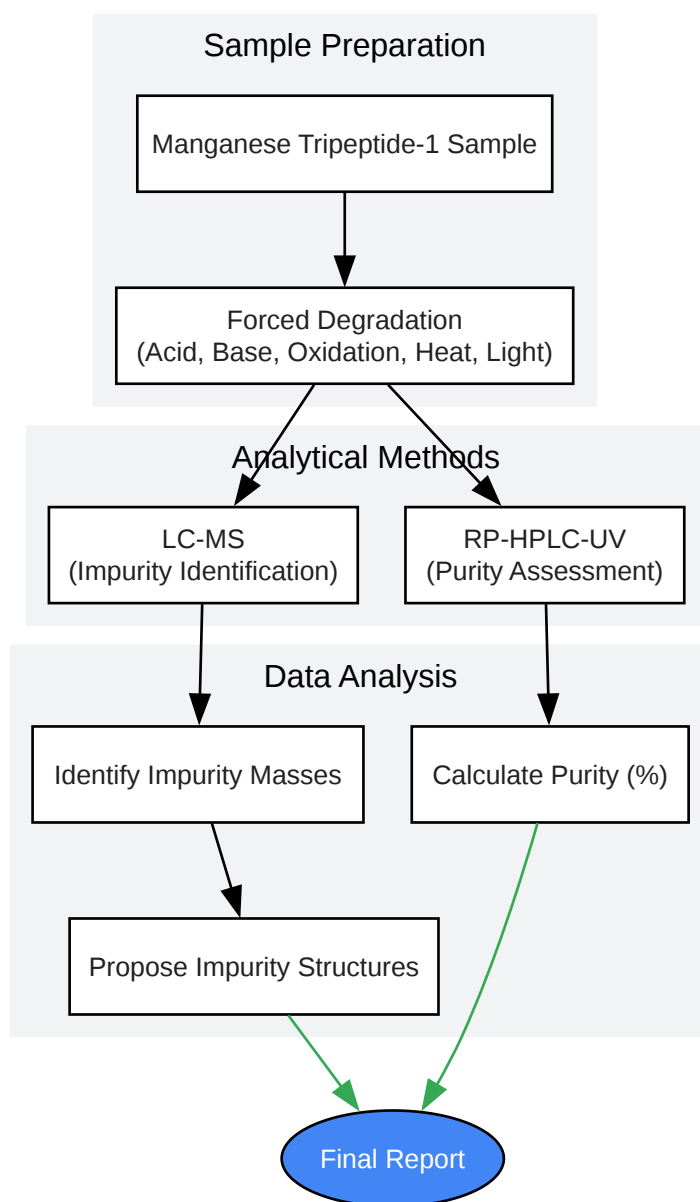 Sample Preparation
Manganese Tripeptide-1 Sample
Forced Degradation
(Acid, Base, Oxidation, Heat, Light)
Analytical Methods
LC-MS
(Impurity Identification)
RP-HPLC-UV
(Purity Assessment)
Data Analysis
Identify Impurity Masses
Calculate Purity (%)
Propose Impurity Structures
Final Report